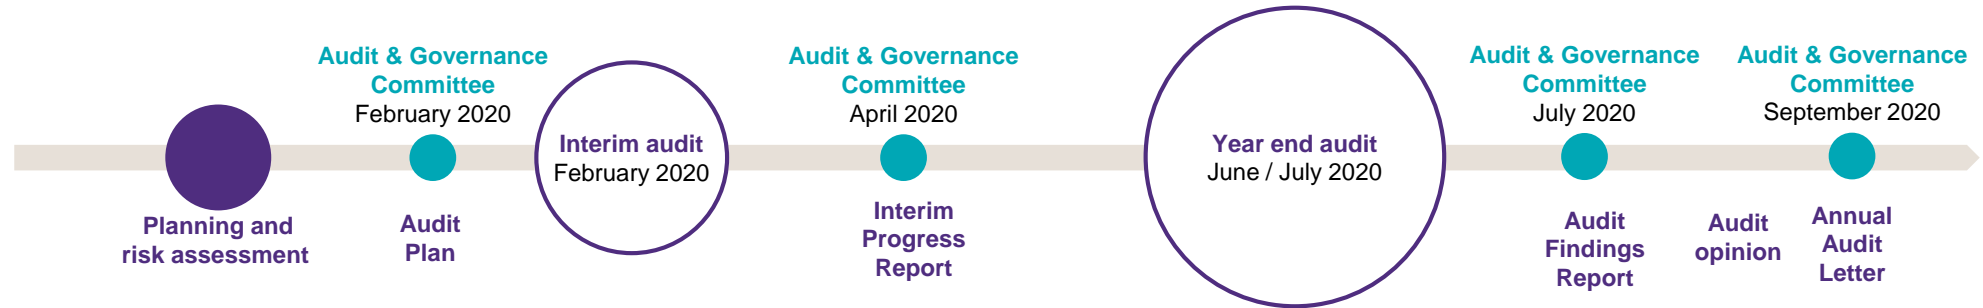 Planning and
risk assessment
Audit & Governance
Committee
February 2020
Audit
Plan
Interim audit
February 2020
Audit & Governance
Committee
April 2020
Interim
Progress
Report
Year end audit
June / July 2020
Audit & Governance
Committee
July 2020
Audit
Findings
Report
Audit
opinion
Audit & Governance
Committee
September 2020
Annual
Audit
Letter